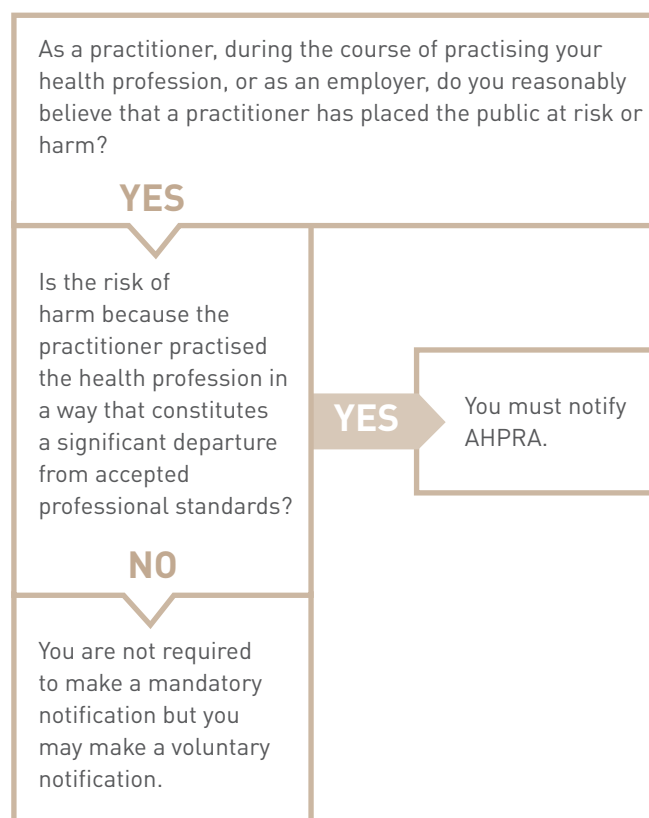 As a practitioner, during the course of practising your
health profession, or as an employer, do you reasonably
believe that a practitioner has placed the public at risk or
harm?
YES
Is the risk of
harm because the
practitioner practised
the health profession in
a way that constitutes
a significant departure
from accepted
professional standards?
YES
You must notify
AHPRA.
NO
You are not required
to make a mandatory
notification but you
may make a voluntary
notification.